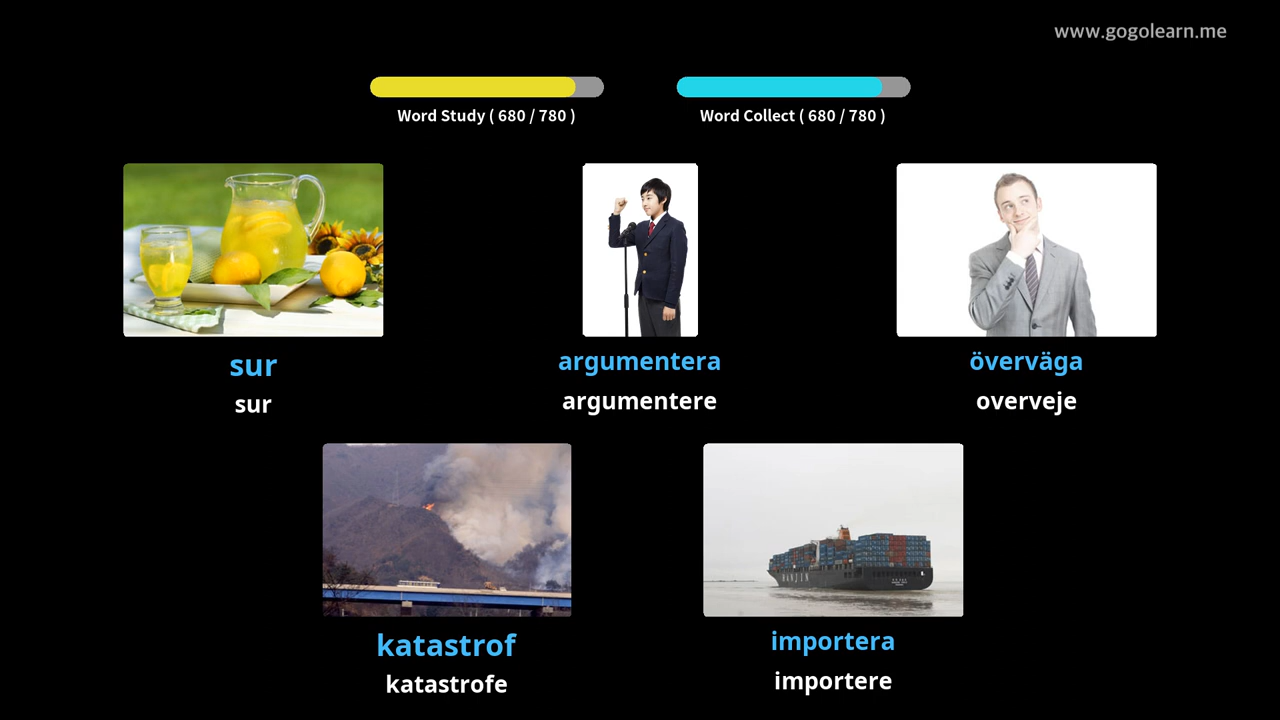 www.gogolearn.me
Word Study ( 680 / 780 )
Word Collect ( 680 / 780 )
sur
sur
argumentera
argumentere
överväga
overveje
HANJIN
katastrof
katastrofe
importera
importere